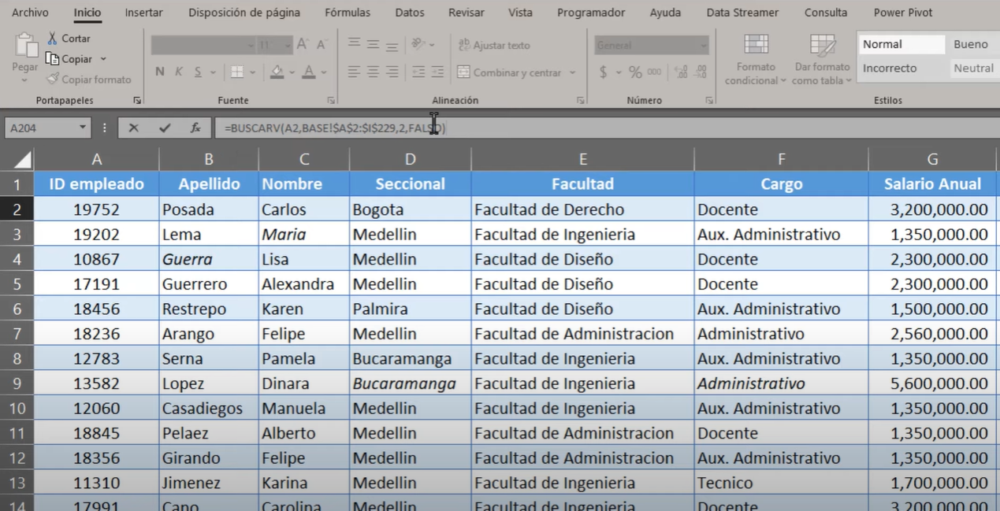 Archivo Inicio Insertar Disposición de página Fórmulas Datos Revisar Vista Programador Ayuda Data Streamer Consulta Power Pivot
Pegar
Cortar
Copiar
Copiar formato
Portapapeles
11
A A
N K S
A
Fuente
ab Ajustar texto
Combinar y centrar
Alineación
General
$ % 000
Número
Formato condicional
Dar formato como tabla
Normal Bueno
Incorrecto Neutral
Estilos
A204 fx =BUSCARV(A2,BASE!$A$2:$I$229,2,FALSO)
A B C D E F G
1 ID empleado Apellido Nombre Seccional Facultad Cargo Salario Anual
2 19752 Posada Carlos Bogota Facultad de Derecho Docente 3,200,000.00
3 19202 Lema Maria Medellin Facultad de Ingenieria Aux. Administrativo 1,350,000.00
4 10867 Guerra Lisa Medellin Facultad de Diseño Docente 2,300,000.00
5 17191 Guerrero Alexandra Medellin Facultad de Diseño Docente 2,300,000.00
6 18456 Restrepo Karen Palmira Facultad de Diseño Aux. Administrativo 1,500,000.00
7 18236 Arango Felipe Medellin Facultad de Administracion Administrativo 2,560,000.00
8 12783 Serna Pamela Bucaramanga Facultad de Ingenieria Aux. Administrativo 1,350,000.00
9 13582 Lopez Dinara Bucaramanga Facultad de Ingenieria Administrativo 5,600,000.00
10 12060 Casadiegos Manuela Medellin Facultad de Ingenieria Aux. Administrativo 1,350,000.00
11 18845 Pelaez Alberto Medellin Facultad de Administracion Docente 1,350,000.00
12 18356 Girando Felipe Medellin Facultad de Administracion Aux. Administrativo 1,350,000.00
13 11310 Jimenez Karina Medellin Facultad de Ingenieria Tecnico 1,700,000.00
14 17991 Cano Carolina Medellin Facultad de Ingenieria Docente 3,200,000.00